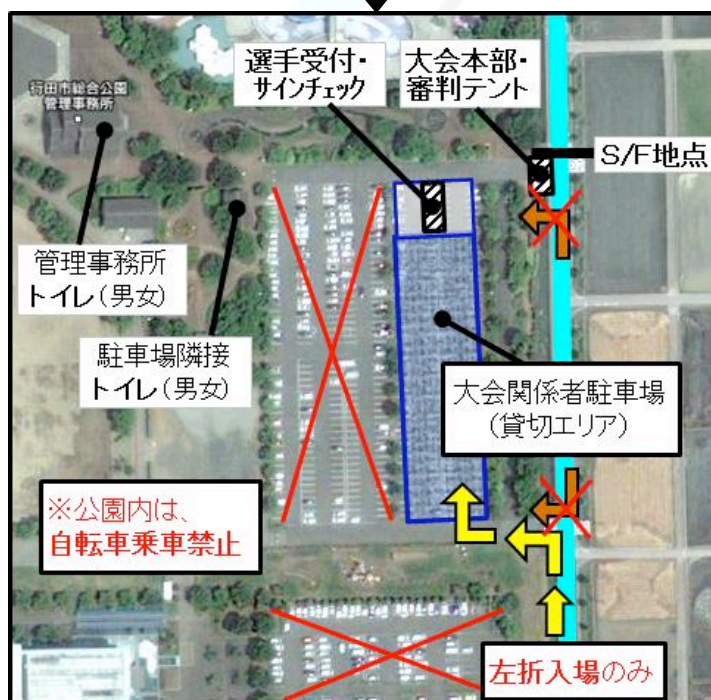 選手受付・
サインチェック
大会本部・
審判テント
行田市総合公園
管理事務所
S/F地点
管理事務所
トイレ(男女)
駐車場隣接
トイレ(男女)
大会関係者駐車場
(貸切エリア)
※公園内は、
自転車乗車禁止
左折入場のみ